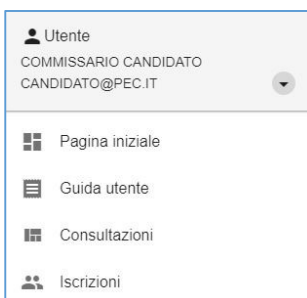 Utente
COMMISSARIO CANDIDATO
CANDIDATO@PEC.IT
Pagina iniziale
Guida utente
Consultazioni
Iscrizioni